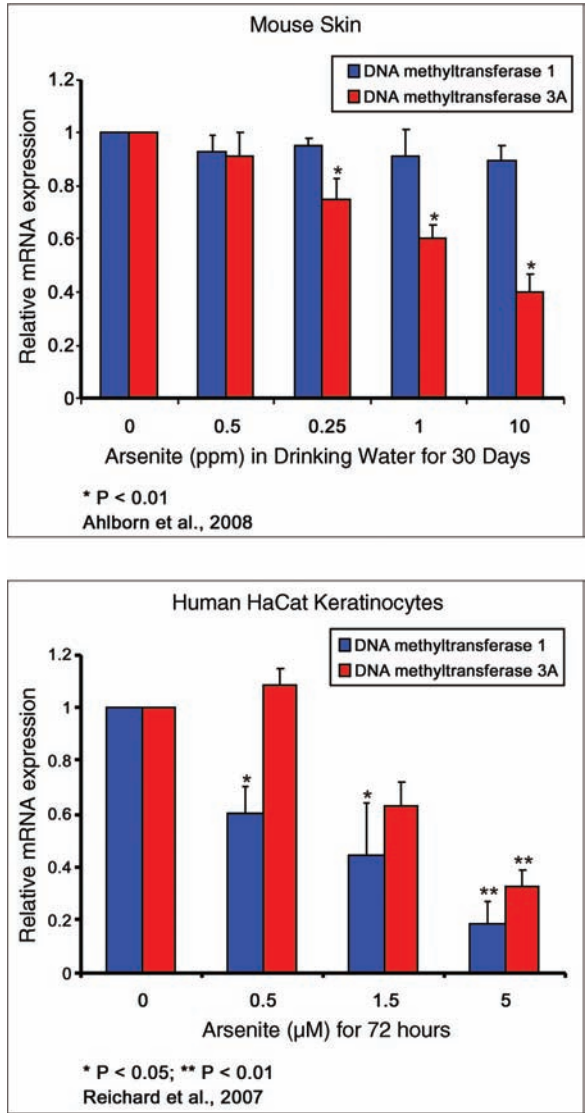 Mouse Skin
DNA methyltransferase 1
DNA methyltransferase 3A
Relative mRNA expression
1.2
1
0.8
0.6
0.4
0.2
0
* * *
0 0.5 0.25 1 10
Arsenite (ppm) in Drinking Water for 30 Days
* P < 0.01
Ahlborn et al., 2008
Human HaCat Keratinocytes
DNA methyltransferase 1
DNA methyltransferase 3A
Relative mRNA expression
1.2
1
0.8
0.6
0.4
0.2
0
* * ** **
0 0.5 1.5 5
Arsenite (µM) for 72 hours
* P < 0.05; ** P < 0.01
Reichard et al., 2007